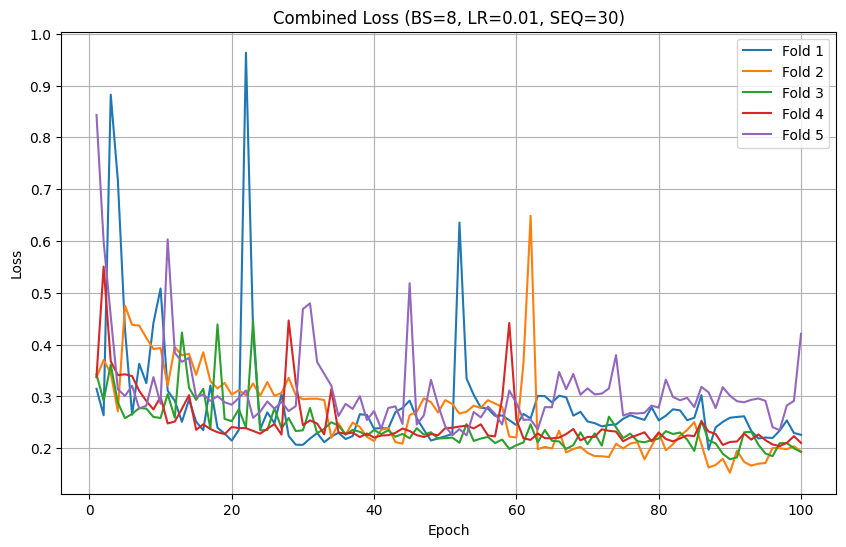 Combined Loss (BS=8, LR=0.01, SEQ=30)
1.0
0.9
0.8
0.7
0.6
0.5
0.4
0.3
0.2
Loss
Fold 1
Fold 2
Fold 3
Fold 4
Fold 5
0 20 40 60 80 100
Epoch